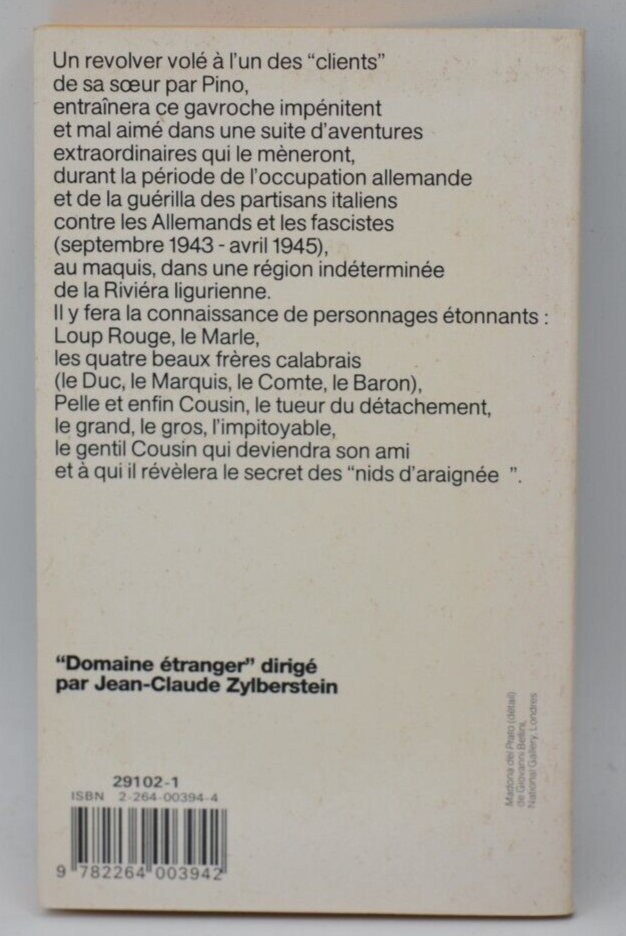 Un revolver volé à l'un des “clients”
de sa sœur par Pino,
entraînera ce gavroche impénitent
et mal aimé dans une suite d'aventures
extraordinaires qui le mèneront,
durant la période de l'occupation allemande
et de la guérilla des partisans italiens
contre les Allemands et les fascistes
(septembre 1943 - avril 1945),
au maquis, dans une région indéterminée
de la Riviéra ligurienne.
Il y fera la connaissance de personnages étonnants :
Loup Rouge, le Marle,
les quatre beaux frères calabrais
(le Duc, le Marquis, le Comte, le Baron),
Pelle et enfin Cousin, le tueur du détachement,
le grand, le gros, l'impitoyable,
le gentil Cousin qui deviendra son ami
et à qui il révèlera le secret des “nids d'araignée ”.
“Domaine étranger” dirigé
par Jean-Claude Zylberstein
Madona del Prato (détail)
de Giovanni Bellini,
National Gallery, Londres
29102-1
ISBN 2-264-00394-4
9 782264 003942